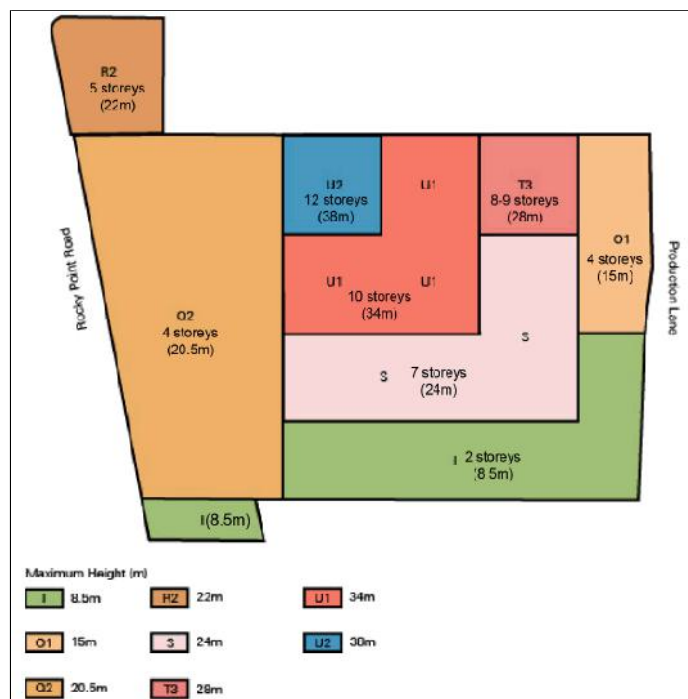 R2
5 storeys
(22m)
U2
12 storeys
(38m)
U1
T3
8-9 storeys
(28m)
O1
4 storeys
(15m)
Rocky Point Road
Production Lane
U1
U1
10 storeys
(34m)
Q2
4 storeys
(20.5m)
S
S
7 storeys
(24m)
I
2 storeys
(8.5m)
I(8.5m)
Maximum Height (m)
I 8.5m
R2 22m
U1 34m
O1 15m
S 24m
U2 30m
Q2 20.5m
T3 28m